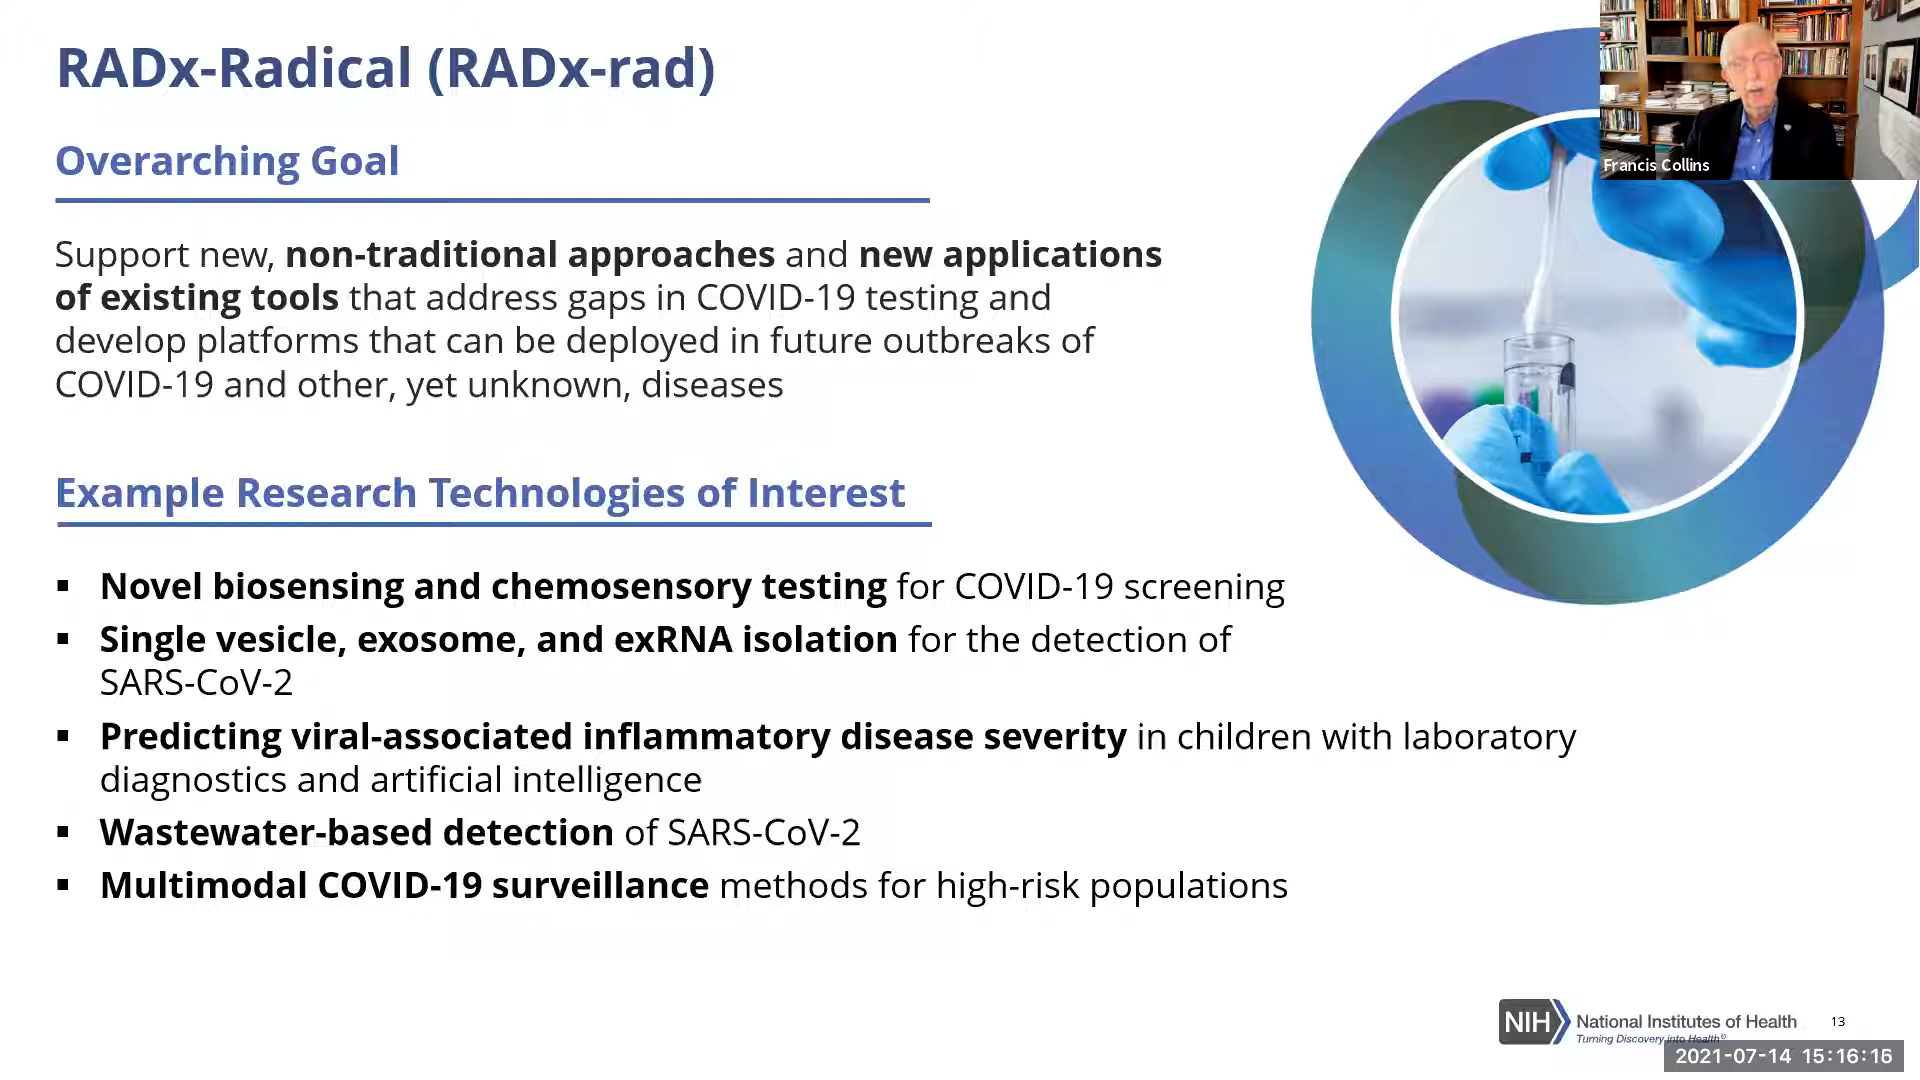 RADx-Radical (RADx-rad)
Francis Collins
Overarching Goal
Support new, non-traditional approaches and new applications
of existing tools that address gaps in COVID-19 testing and
develop platforms that can be deployed in future outbreaks of
COVID-19 and other, yet unknown, diseases
Example Research Technologies of Interest
▪ Novel biosensing and chemosensory testing for COVID-19 screening
▪ Single vesicle, exosome, and exRNA isolation for the detection of
SARS-CoV-2
▪ Predicting viral-associated inflammatory disease severity in children with laboratory
diagnostics and artificial intelligence
▪ Wastewater-based detection of SARS-CoV-2
▪ Multimodal COVID-19 surveillance methods for high-risk populations
NIH National Institutes of Health 13
Turning Discovery into Health®
2021-07-14 15:16:16